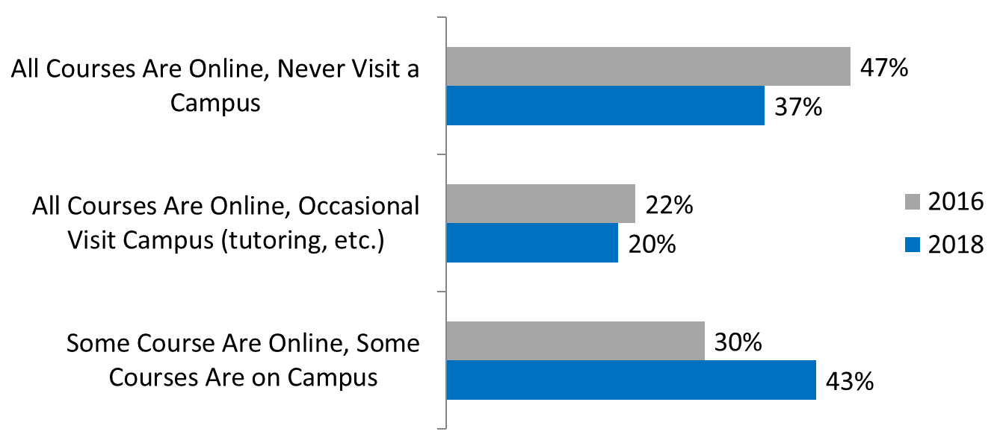 All Courses Are Online, Never Visit a
Campus
47%
37%
All Courses Are Online, Occasional
Visit Campus (tutoring, etc.)
22%
20%
2016
2018
Some Course Are Online, Some
Courses Are on Campus
30%
43%